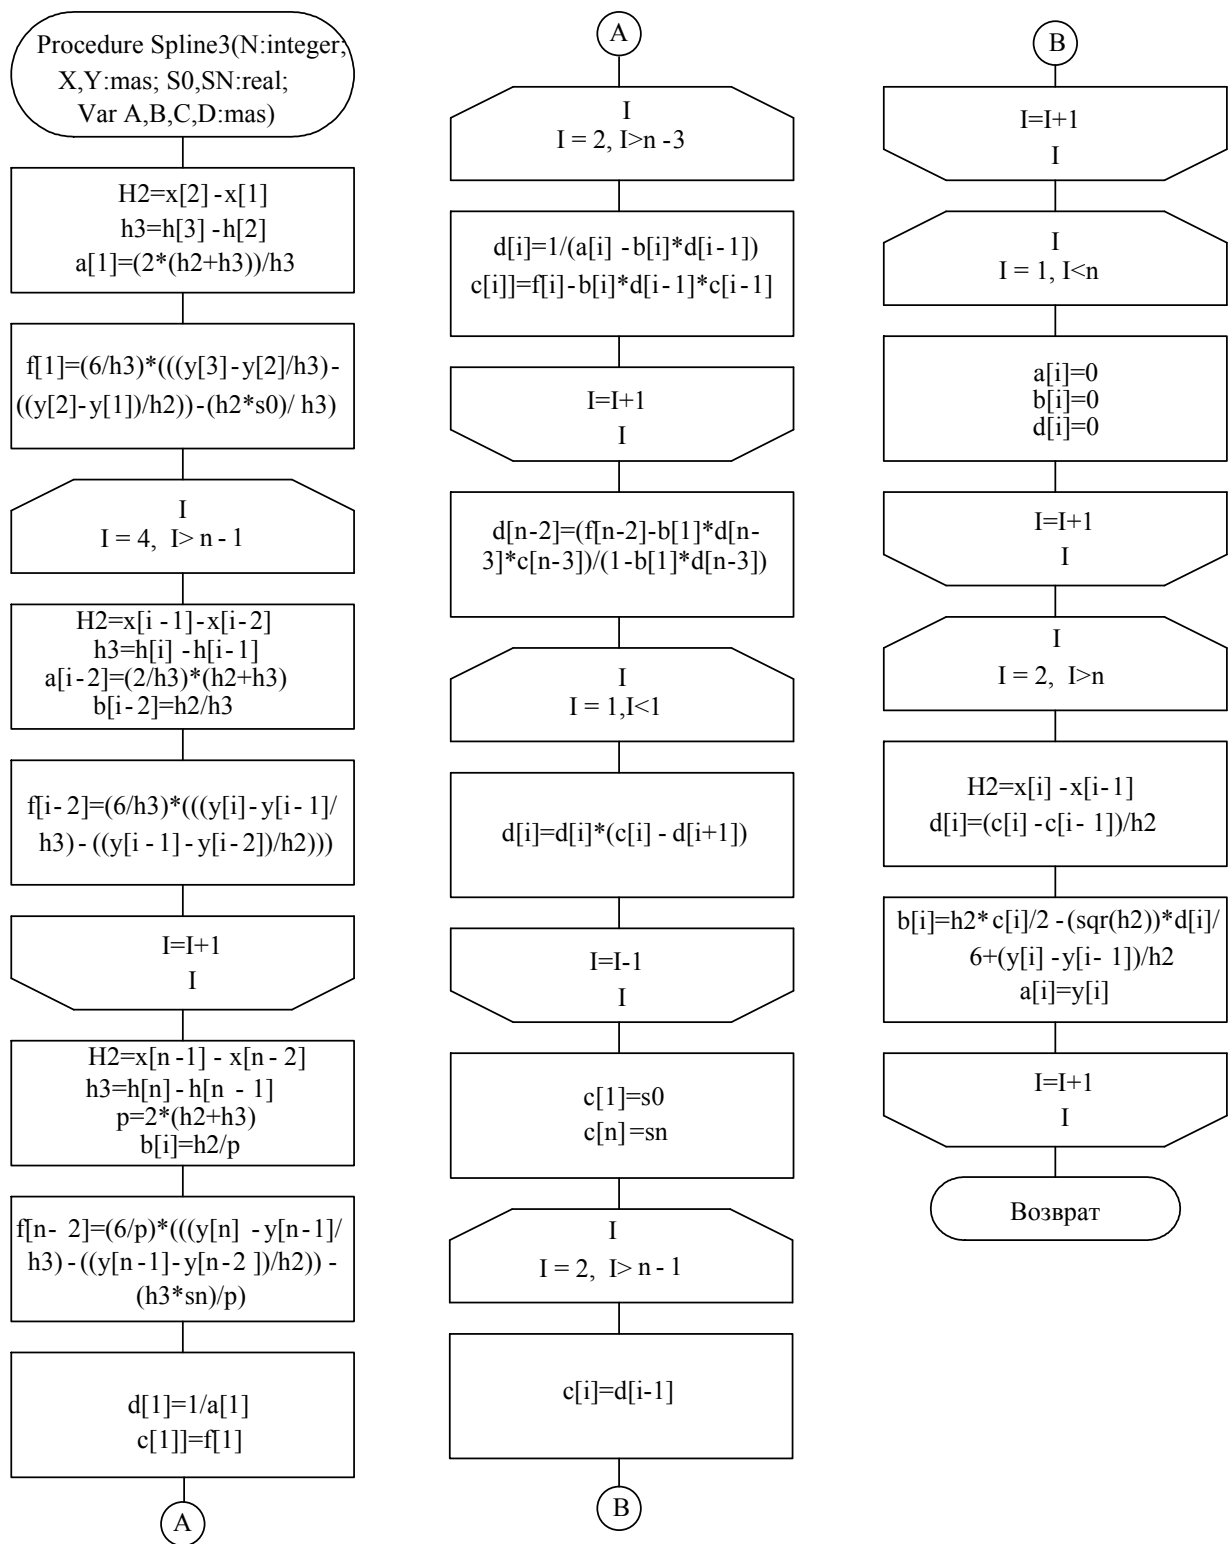 Procedure Spline3(N:integer;
X,Y:mas; S0,SN:real;
Var A,B,C,D:mas)
H2=x[2] -x[1]
h3=h[3] -h[2]
a[1]=(2*(h2+h3))/h3
f[1]=(6/h3)*(((y[3]-y[2]/h3)-
((y[2]-y[1])/h2))-(h2*s0)/ h3)
I
I = 4, I> n - 1
H2=x[i -1]-x[i-2]
h3=h[i] -h[i-1]
a[i-2]=(2/h3)*(h2+h3)
b[i-2]=h2/h3
f[i- 2]=(6/h3)*(((y[i]-y[i-1]/
h3) - ((y[i -1]-y[i-2])/h2)))
I=I+1
I
H2=x[n -1] - x[n - 2]
h3=h[n] - h[n - 1]
p=2*(h2+h3)
b[i]=h2/p
f[n- 2]=(6/p)*(((y[n] -y[n-1]/
h3) - ((y[n -1]-y[n-2 ])/h2)) -
(h3*sn)/p)
d[1]=1/a[1]
c[1]]=f[1]
A
A
I
I = 2, I>n -3
d[i]=1/(a[i] -b[i]*d[i-1])
c[i]]=f[i]-b[i]*d[i-1]*c[i-1]
I=I+1
I
d[n-2]=(f[n-2]-b[1]*d[n-
3]*c[n-3])/(1-b[1]*d[n-3])
I
I = 1,I<1
d[i]=d[i]*(c[i] - d[i+1])
I=I-1
I
c[1]=s0
c[n]=sn
I
I = 2, I> n - 1
c[i]=d[i-1]
B
B
I=I+1
I
I
I = 1, I<n
a[i]=0
b[i]=0
d[i]=0
I=I+1
I
I
I = 2, I>n
H2=x[i] -x[i-1]
d[i]=(c[i] -c[i- 1])/h2
b[i]=h2*c[i]/2 -(sqr(h2))*d[i]/
6+(y[i] -y[i- 1])/h2
a[i]=y[i]
I=I+1
I
Возврат